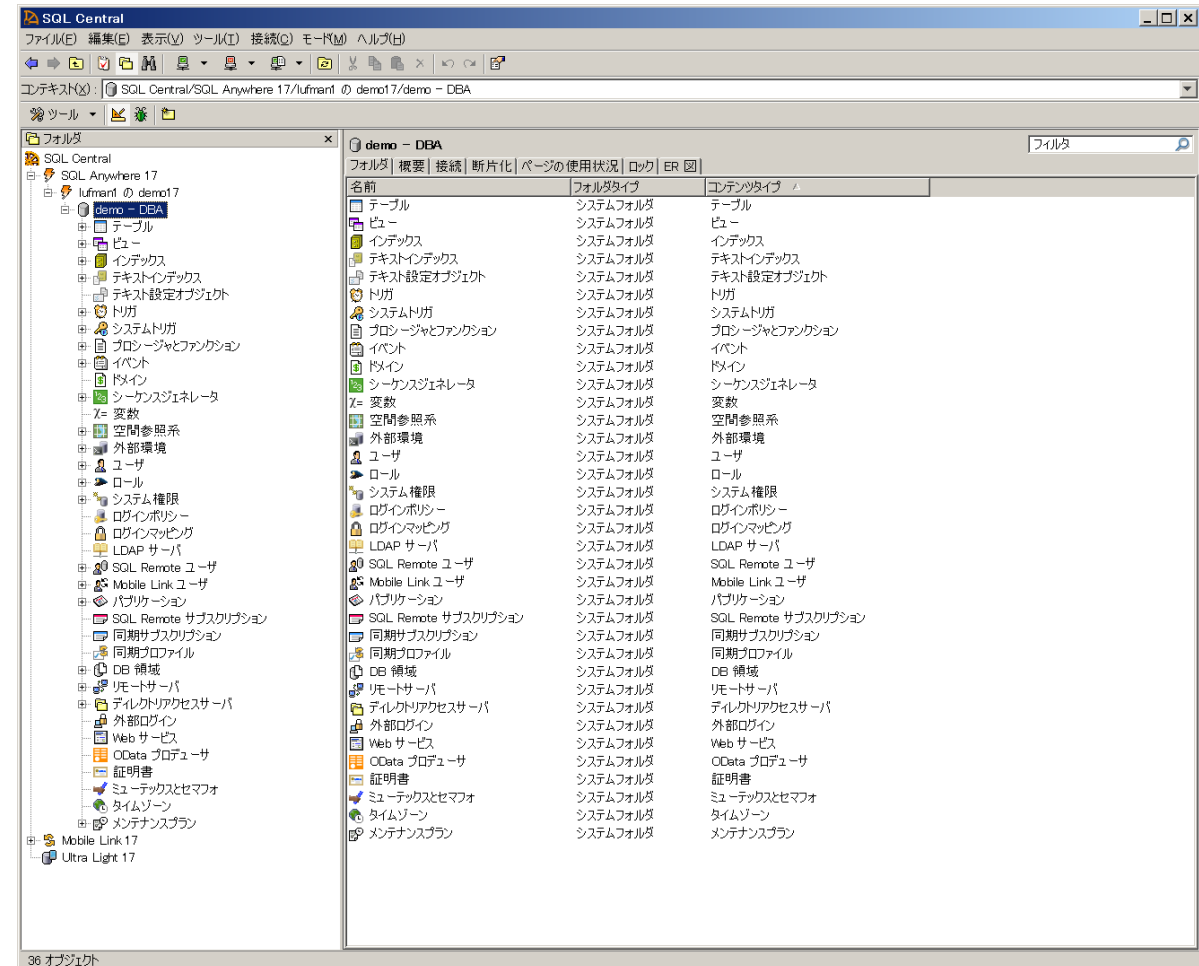 SQL Central
ファイル(F) 編集(E) 表示(V) ツール(T) 接続(C) モード(M) ヘルプ(H)
コンテキスト(X): SQL Central/SQL Anywhere 17/lufman1 の demo17/demo - DBA
ツール
フォルダ
SQL Central
SQL Anywhere 17
lufman1 の demo17
demo - DBA
テーブル
ビュー
インデックス
テキストインデックス
テキスト設定オブジェクト
トリガ
システムトリガ
プロシージャとファンクション
イベント
ドメイン
シーケンスジェネレータ
χ= 変数
空間参照系
外部環境
ユーザ
ロール
システム権限
ログインポリシー
ログインマッピング
LDAP サーバ
SQL Remote ユーザ
Mobile Link ユーザ
パブリケーション
SQL Remote サブスクリプション
同期サブスクリプション
同期プロファイル
DB 領域
リモートサーバ
ディレクトリアクセスサーバ
外部ログイン
Web サービス
OData プロデューサ
証明書
ミューテックスとセマフォ
タイムゾーン
メンテナンスプラン
Mobile Link 17
Ultra Light 17
demo - DBA
フィルタ
フォルダ 概要 接続 断片化 ページの使用状況 ロック ER 図
名前 フォルダタイプ コンテンツタイプ
テーブル システムフォルダ テーブル
ビュー システムフォルダ ビュー
インデックス システムフォルダ インデックス
テキストインデックス システムフォルダ テキストインデックス
テキスト設定オブジェクト システムフォルダ テキスト設定オブジェクト
トリガ システムフォルダ トリガ
システムトリガ システムフォルダ システムトリガ
プロシージャとファンクション システムフォルダ プロシージャとファンクション
イベント システムフォルダ イベント
ドメイン システムフォルダ ドメイン
シーケンスジェネレータ システムフォルダ シーケンスジェネレータ
χ= 変数 システムフォルダ 変数
空間参照系 システムフォルダ 空間参照系
外部環境 システムフォルダ 外部環境
ユーザ システムフォルダ ユーザ
ロール システムフォルダ ロール
システム権限 システムフォルダ システム権限
ログインポリシー システムフォルダ ログインポリシー
ログインマッピング システムフォルダ ログインマッピング
LDAP サーバ システムフォルダ LDAP サーバ
SQL Remote ユーザ システムフォルダ SQL Remote ユーザ
Mobile Link ユーザ システムフォルダ Mobile Link ユーザ
パブリケーション システムフォルダ パブリケーション
SQL Remote サブスクリプション システムフォルダ SQL Remote サブスクリプション
同期サブスクリプション システムフォルダ 同期サブスクリプション
同期プロファイル システムフォルダ 同期プロファイル
DB 領域 システムフォルダ DB 領域
リモートサーバ システムフォルダ リモートサーバ
ディレクトリアクセスサーバ システムフォルダ ディレクトリアクセスサーバ
外部ログイン システムフォルダ 外部ログイン
Web サービス システムフォルダ Web サービス
OData プロデューサ システムフォルダ OData プロデューサ
証明書 システムフォルダ 証明書
ミューテックスとセマフォ システムフォルダ ミューテックスとセマフォ
タイムゾーン システムフォルダ タイムゾーン
メンテナンスプラン システムフォルダ メンテナンスプラン
36 オブジェクト